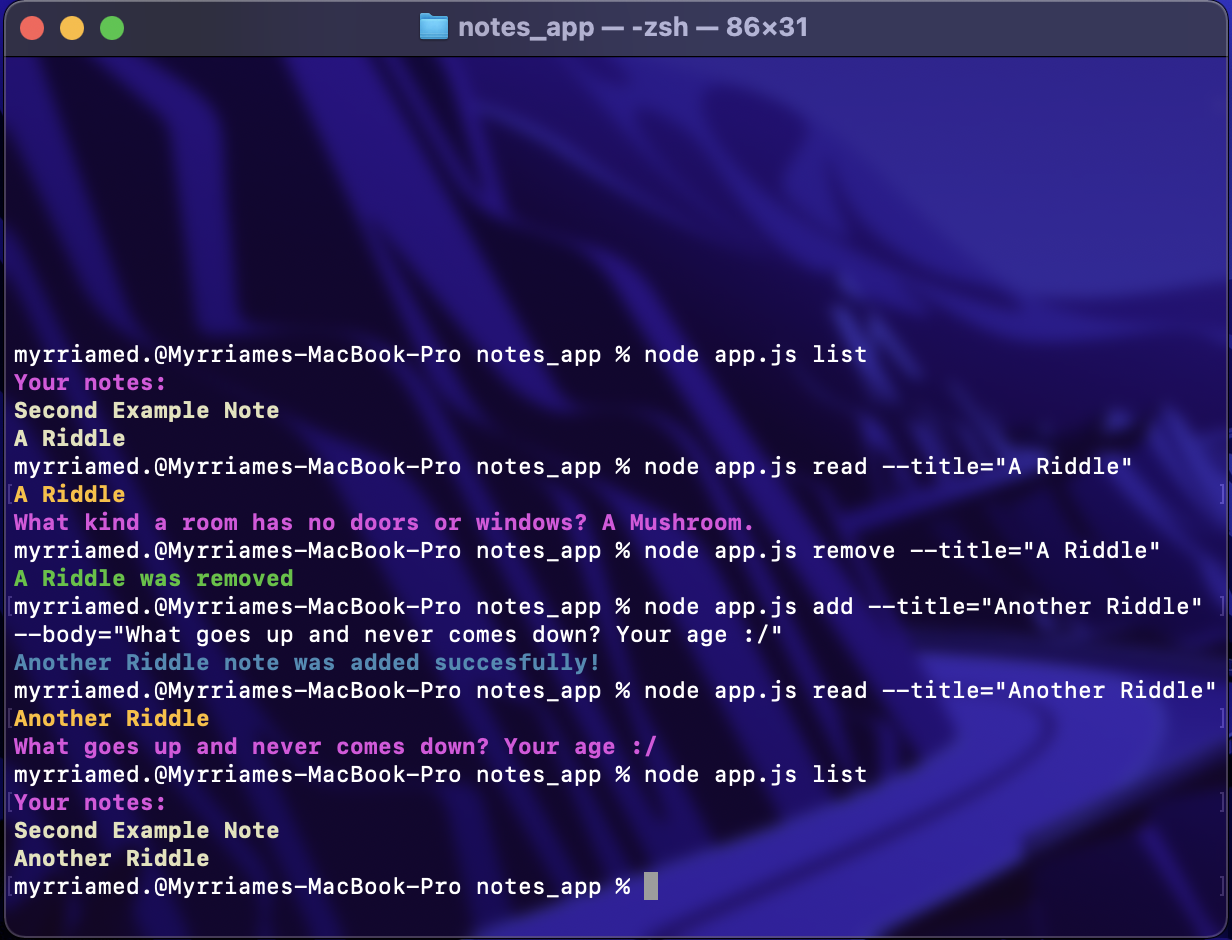 notes_app — -zsh — 86×31
myrriamed.@Myrriames-MacBook-Pro notes_app % node app.js list
Your notes:
Second Example Note
A Riddle
myrriamed.@Myrriames-MacBook-Pro notes_app % node app.js read --title="A Riddle"
A Riddle
What kind a room has no doors or windows? A Mushroom.
myrriamed.@Myrriames-MacBook-Pro notes_app % node app.js remove --title="A Riddle"
A Riddle was removed
myrriamed.@Myrriames-MacBook-Pro notes_app % node app.js add --title="Another Riddle"
--body="What goes up and never comes down? Your age :/"
Another Riddle note was added succesfully!
myrriamed.@Myrriames-MacBook-Pro notes_app % node app.js read --title="Another Riddle"
Another Riddle
What goes up and never comes down? Your age :/
myrriamed.@Myrriames-MacBook-Pro notes_app % node app.js list
Your notes:
Second Example Note
Another Riddle
myrriamed.@Myrriames-MacBook-Pro notes_app %